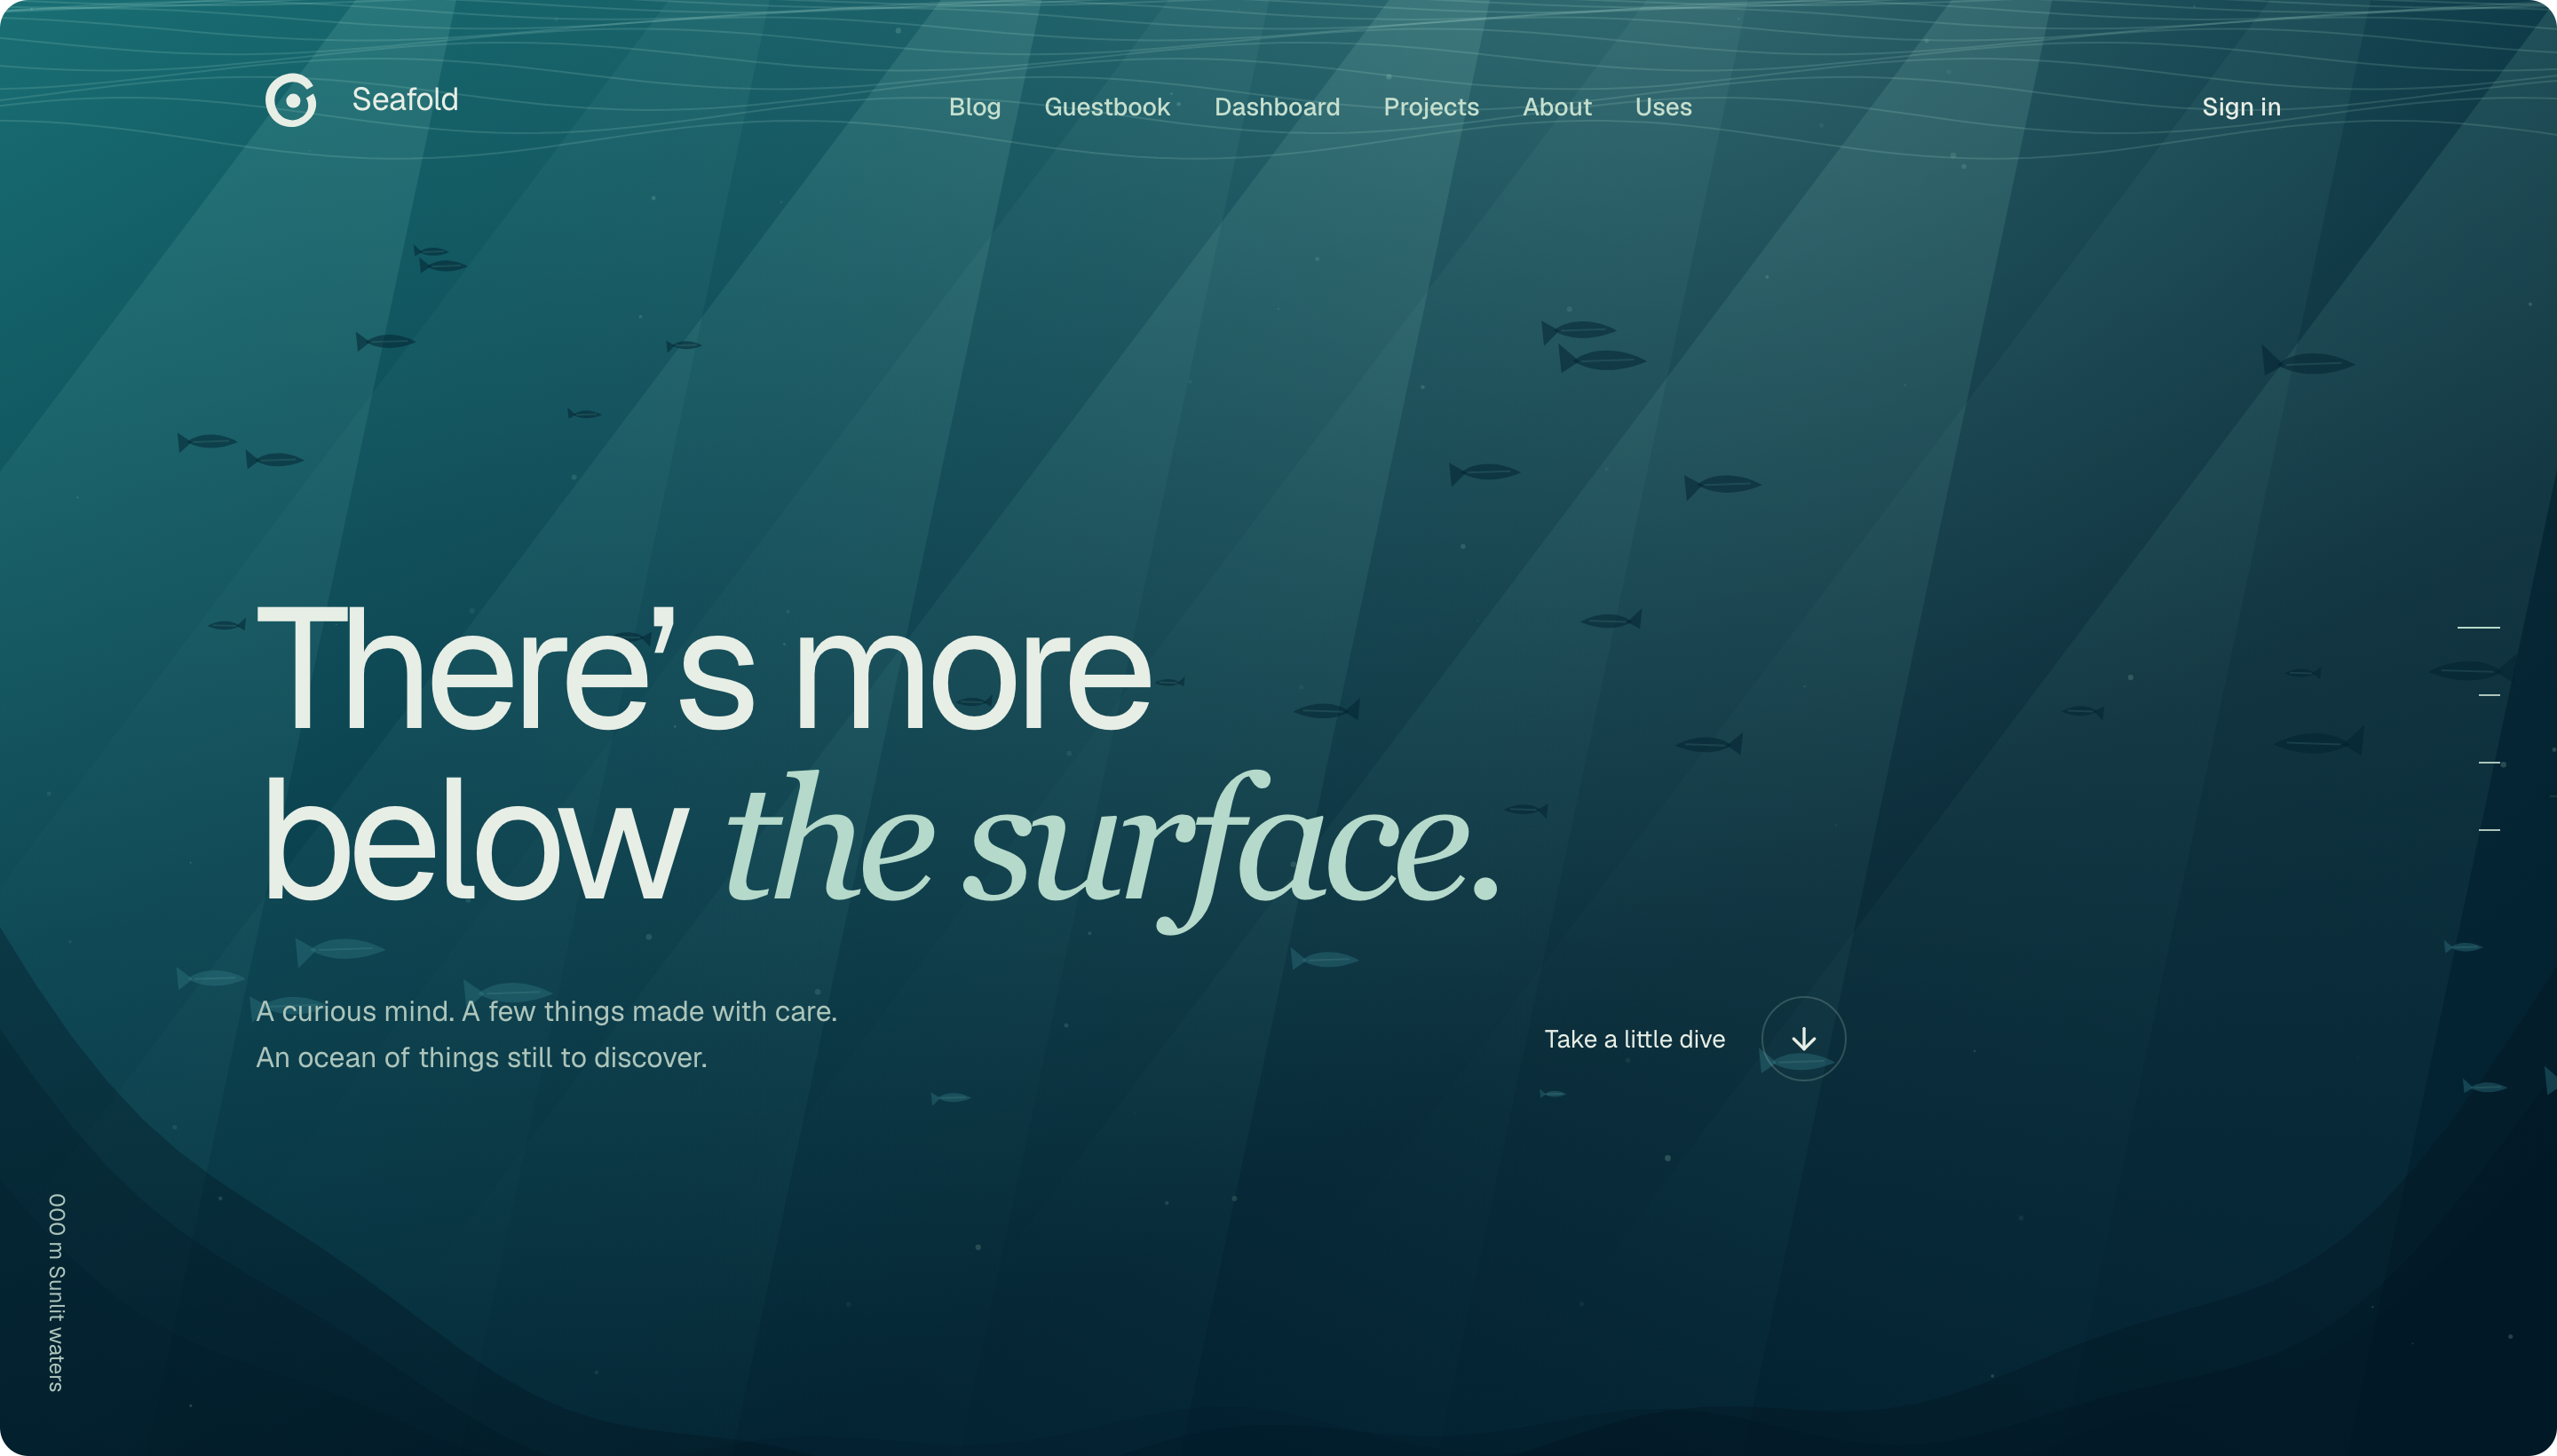 Seafold
Blog Guestbook Dashboard Projects About Uses
Sign in
There’s more
below the surface.
A curious mind. A few things made with care.
An ocean of things still to discover.
Take a little dive
000 m Sunlit waters